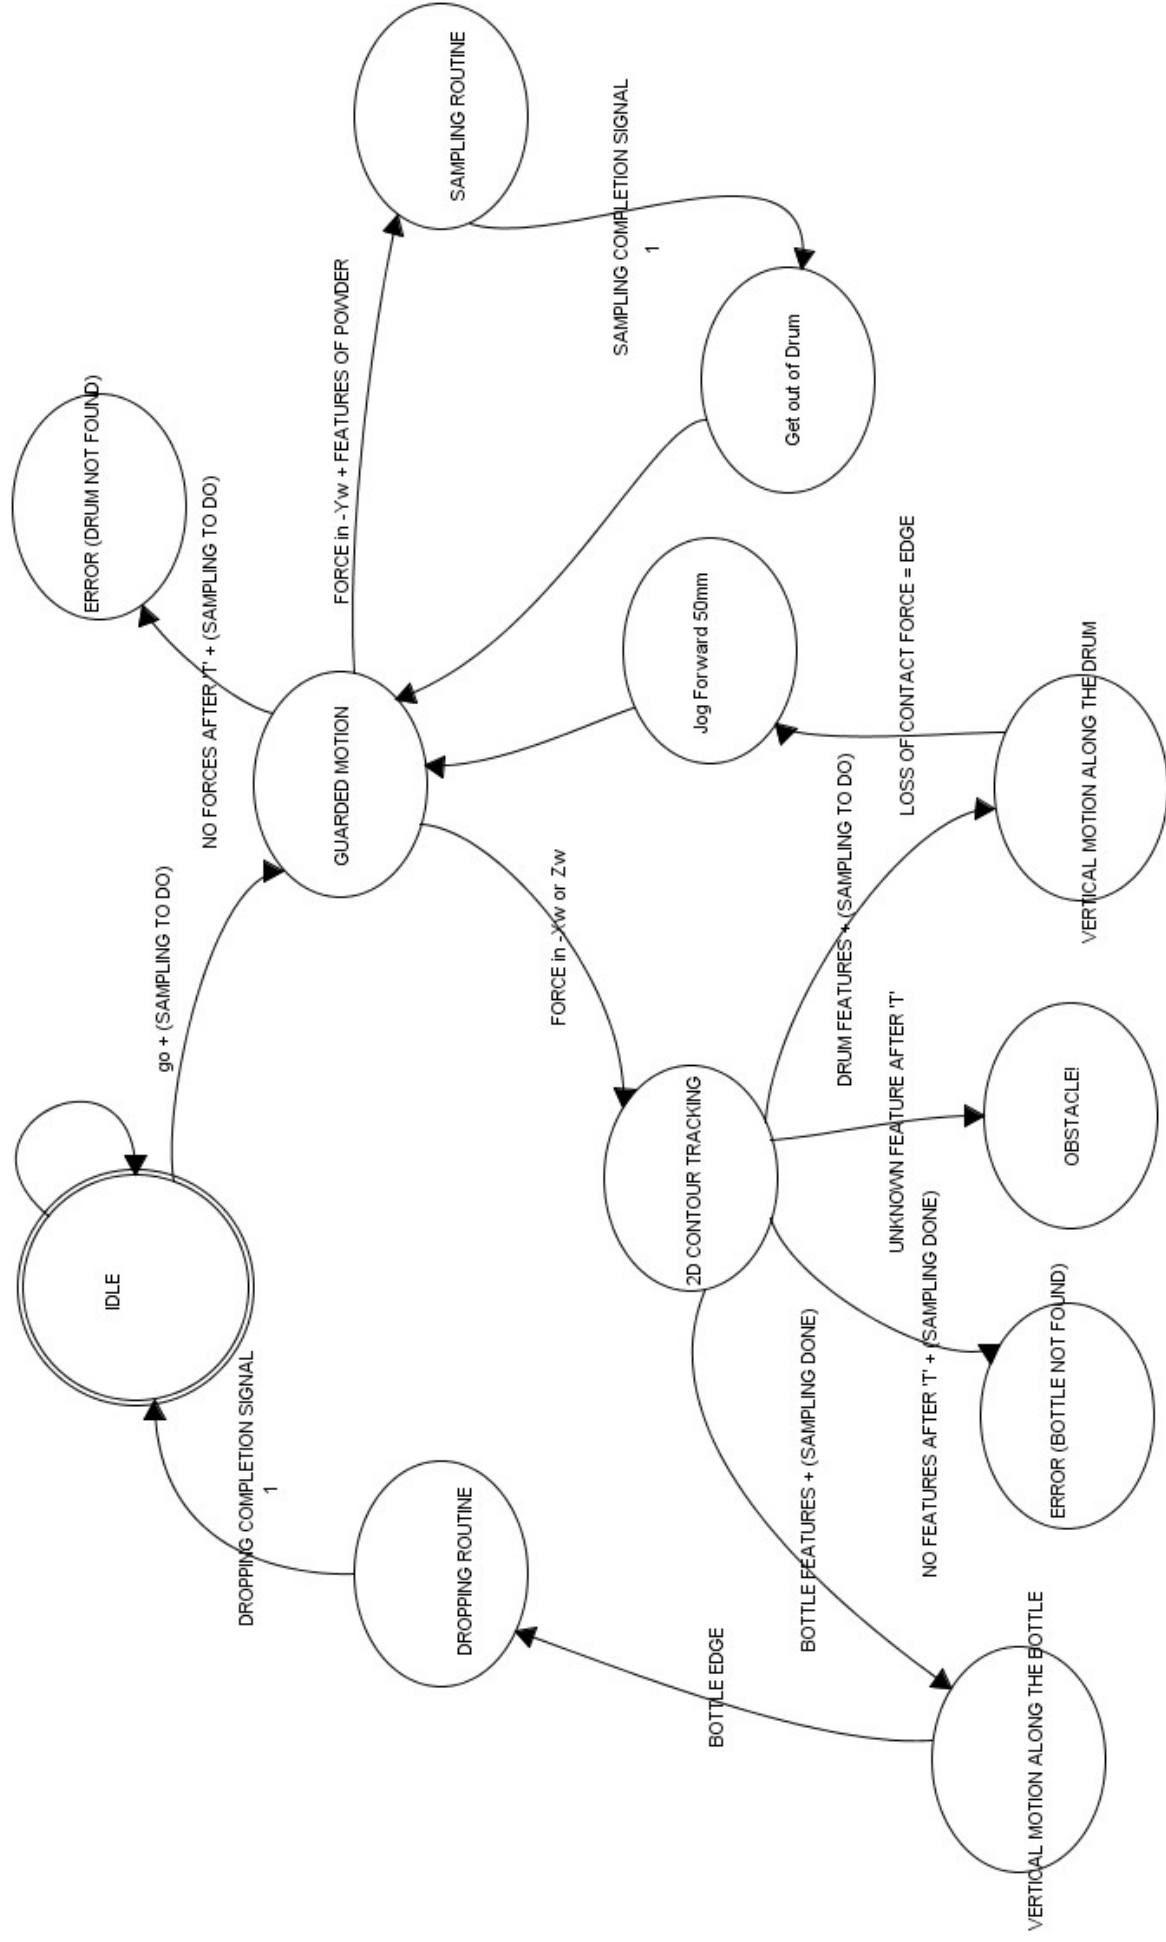 IDLE
go + (SAMPLING TO DO)
GUARDED MOTION
NO FORCES AFTER 'T' + (SAMPLING TO DO)
ERROR (DRUM NOT FOUND)
FORCE in - Yw + FEATURES OF POWDER
SAMPLING ROUTINE
SAMPLING COMPLETION SIGNAL
1
Get out of Drum
Jog Forward 50mm
LOSS OF CONTACT FORCE = EDGE
VERTICAL MOTION ALONG THE DRUM
DRUM FEATURES + (SAMPLING TO DO)
FORCE in -Xw or Zw
2D CONTOUR TRACKING
UNKNOWN FEATURE AFTER 'T'
OBSTACLE!
NO FEATURES AFTER 'T' + (SAMPLING DONE)
ERROR (BOTTLE NOT FOUND)
BOTTLE FEATURES + (SAMPLING DONE)
VERTICAL MOTION ALONG THE BOTTLE
BOTTLE EDGE
DROPPING ROUTINE
DROPPING COMPLETION SIGNAL
1